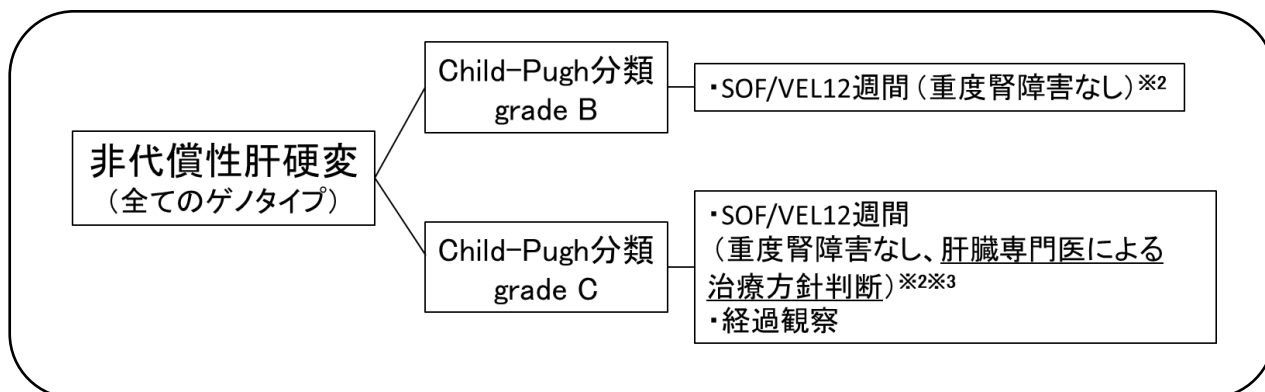 非代償性肝硬変
（全てのゲノタイプ）
Child-Pugh分類
grade B
・SOF/VEL12週間（重度腎障害なし）※2
Child-Pugh分類
grade C
・SOF/VEL12週間
（重度腎障害なし、肝臓専門医による
治療方針判断）※2※3
・経過観察